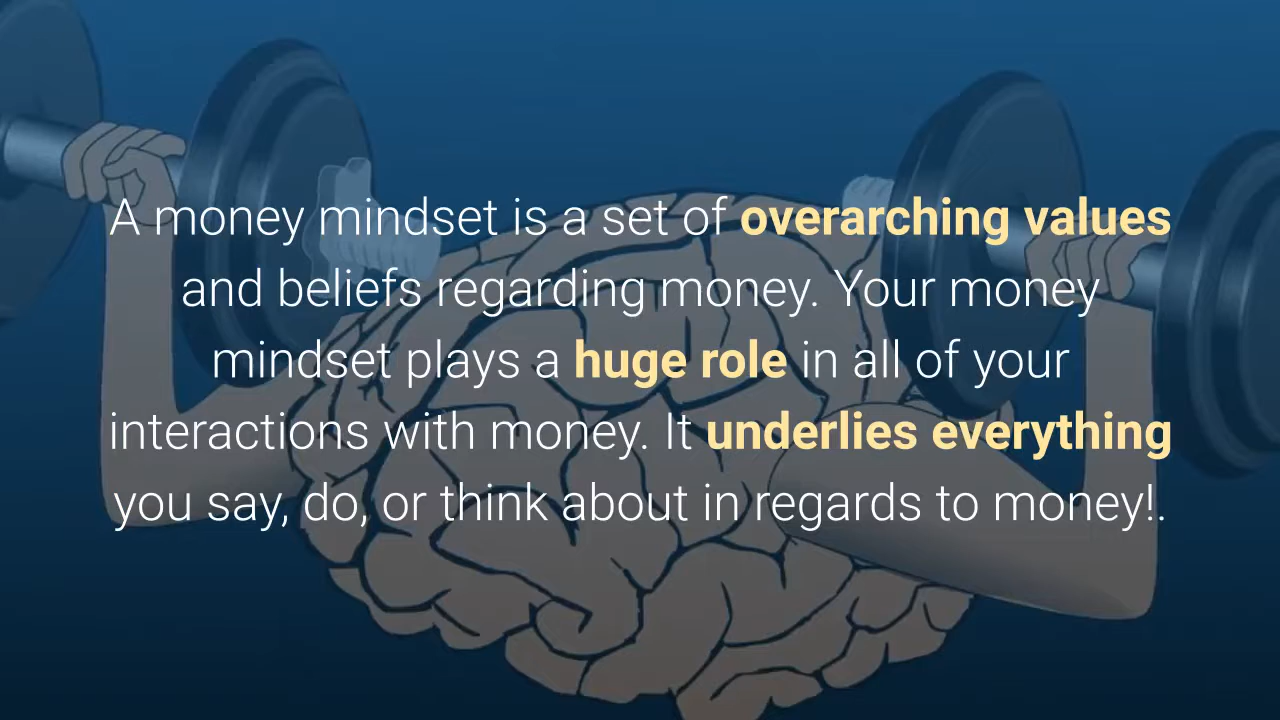 A money mindset is a set of overarching values
and beliefs regarding money. Your money
mindset plays a huge role in all of your
interactions with money. It underlies everything
you say, do, or think about in regards to money!.